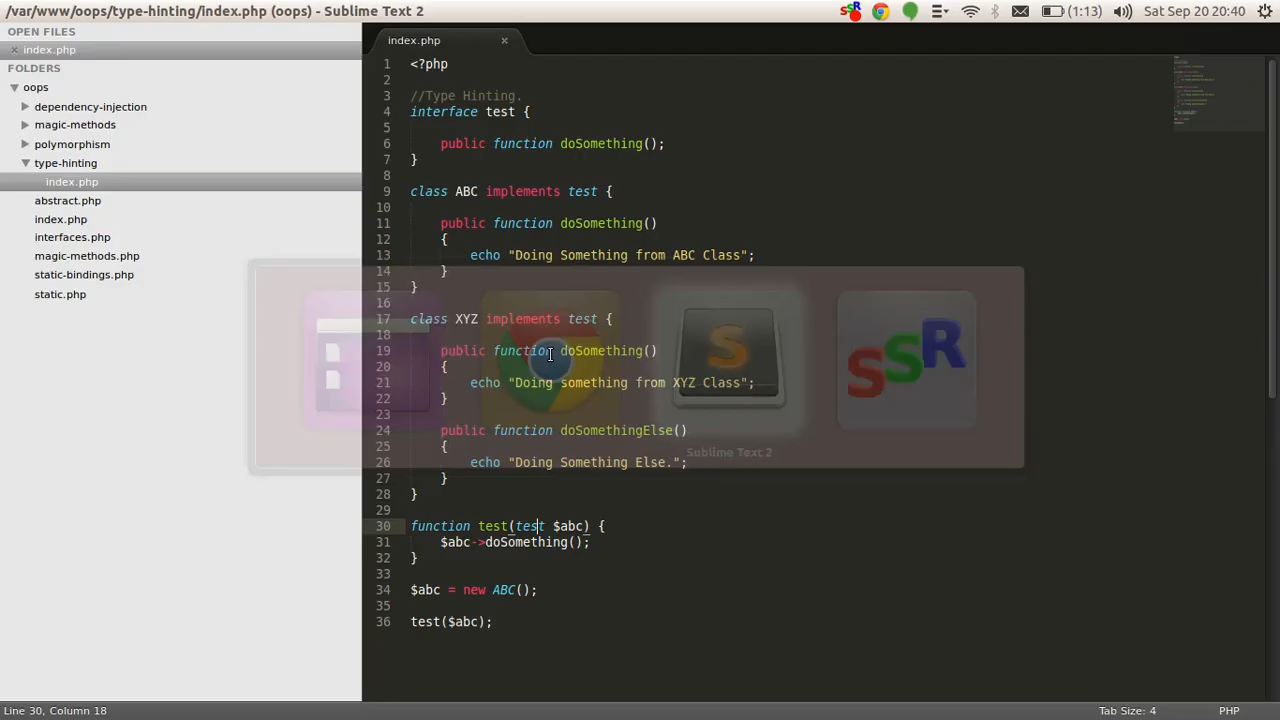 /var/www/oops/type-hinting/index.php (oops) - Sublime Text 2
SSR
(1:13)
Sat Sep 20 20:40
OPEN FILES
× index.php
FOLDERS
oops
dependency-injection
magic-methods
polymorphism
type-hinting
index.php
abstract.php
index.php
interfaces.php
magic-methods.php
static-bindings.php
static.php
index.php ×
1 <?php
2
3 //Type Hinting.
4 interface test {
5
6 public function doSomething();
7 }
8
9 class ABC implements test {
10
11 public function doSomething()
12 {
13 echo "Doing Something from ABC Class";
14 }
15 }
16
17 class XYZ implements test {
18
19 public function doSomething()
20 {
21 echo "Doing something from XYZ Class";
22 }
23
24 public function doSomethingElse()
25 {
26 echo "Doing Something Else.";
27 }
28 }
29
30 function test(test $abc) {
31 $abc->doSomething();
32 }
33
34 $abc = new ABC();
35
36 test($abc);
S
SSR
Sublime Text 2
Line 30, Column 18
Tab Size: 4
PHP